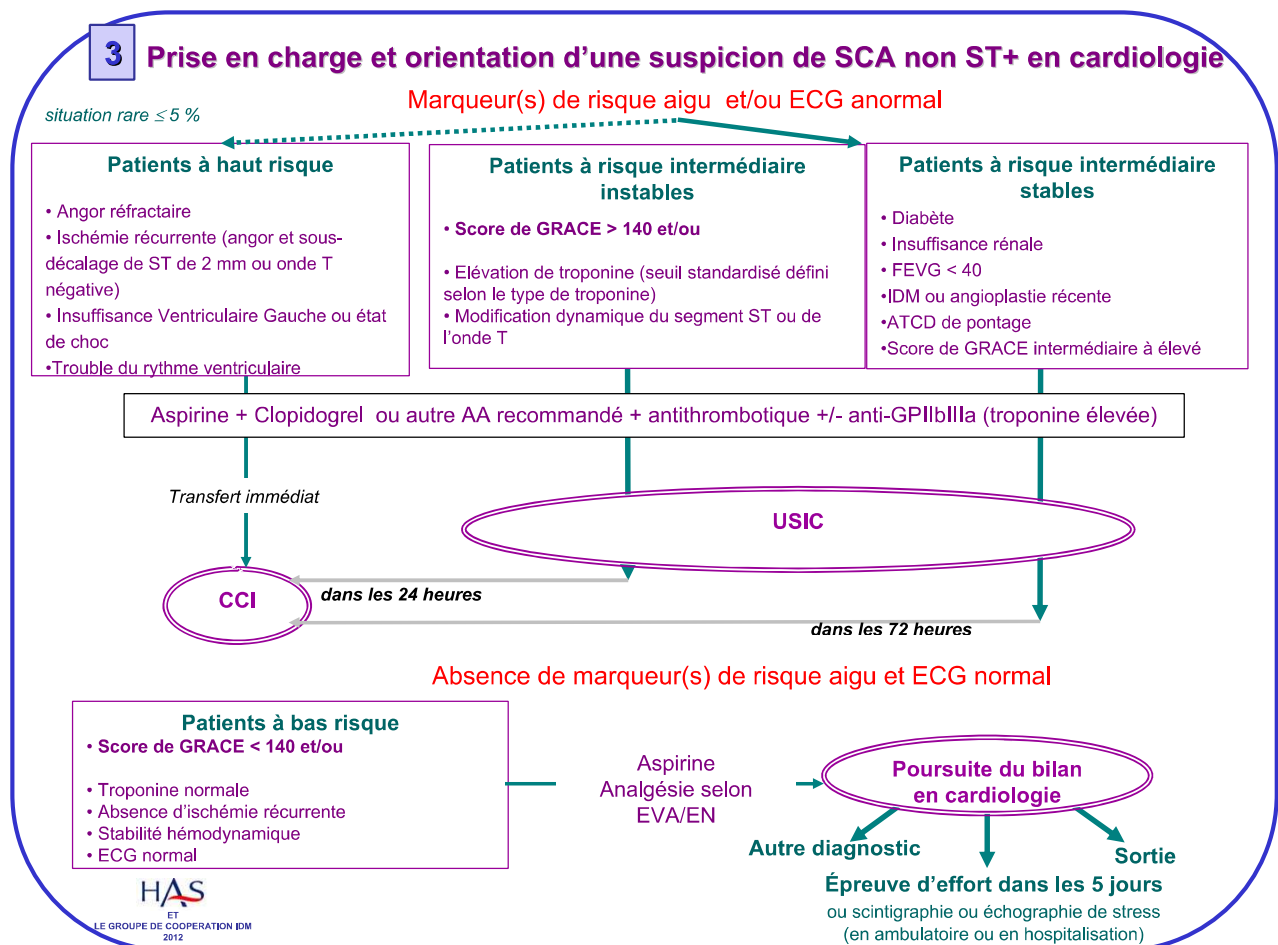 3
Prise en charge et orientation d’une suspicion de SCA non ST+ en cardiologie
Marqueur(s) de risque aigu et/ou ECG anormal
situation rare ≤ 5 %
Patients à haut risque
• Angor réfractaire
• Ischémie récurrente (angor et sous-
décalage de ST de 2 mm ou onde T
négative)
• Insuffisance Ventriculaire Gauche ou état
de choc
•Trouble du rythme ventriculaire
Patients à risque intermédiaire
instables
• Score de GRACE > 140 et/ou
• Elévation de troponine (seuil standardisé défini
selon le type de troponine)
• Modification dynamique du segment ST ou de
l’onde T
Patients à risque intermédiaire
stables
• Diabète
• Insuffisance rénale
• FEVG < 40
•IDM ou angioplastie récente
•ATCD de pontage
•Score de GRACE intermédiaire à élevé
Aspirine + Clopidogrel ou autre AA recommandé + antithrombotique +/- anti-GPIIbIIIa (troponine élevée)
Transfert immédiat
USIC
CCI
dans les 24 heures
dans les 72 heures
Absence de marqueur(s) de risque aigu et ECG normal
Patients à bas risque
• Score de GRACE < 140 et/ou
• Troponine normale
• Absence d’ischémie récurrente
• Stabilité hémodynamique
• ECG normal
Aspirine
Analgésie selon
EVA/EN
Poursuite du bilan
en cardiologie
Autre diagnostic
Sortie
Épreuve d’effort dans les 5 jours
ou scintigraphie ou échographie de stress
(en ambulatoire ou en hospitalisation)
HAS
ET
LE GROUPE DE COOPERATION IDM
2012